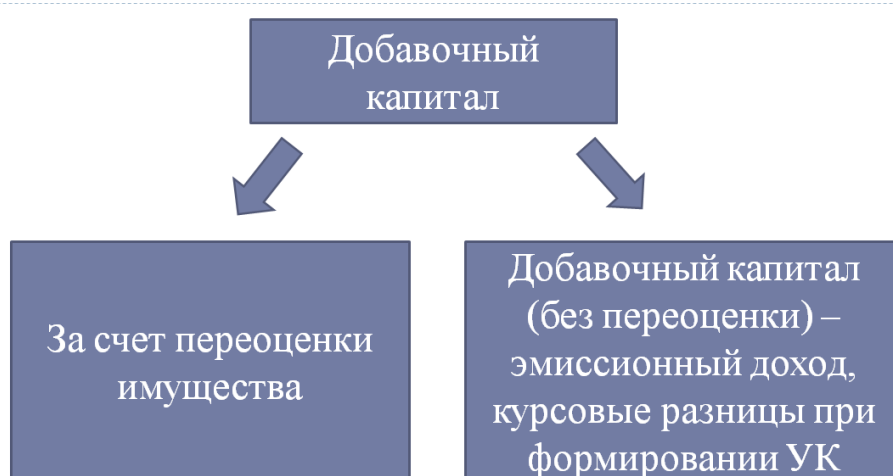 Добавочный
капитал
За счет переоценки
имущества
Добавочный капитал
(без переоценки) –
эмиссионный доход,
курсовые разницы при
формировании УК